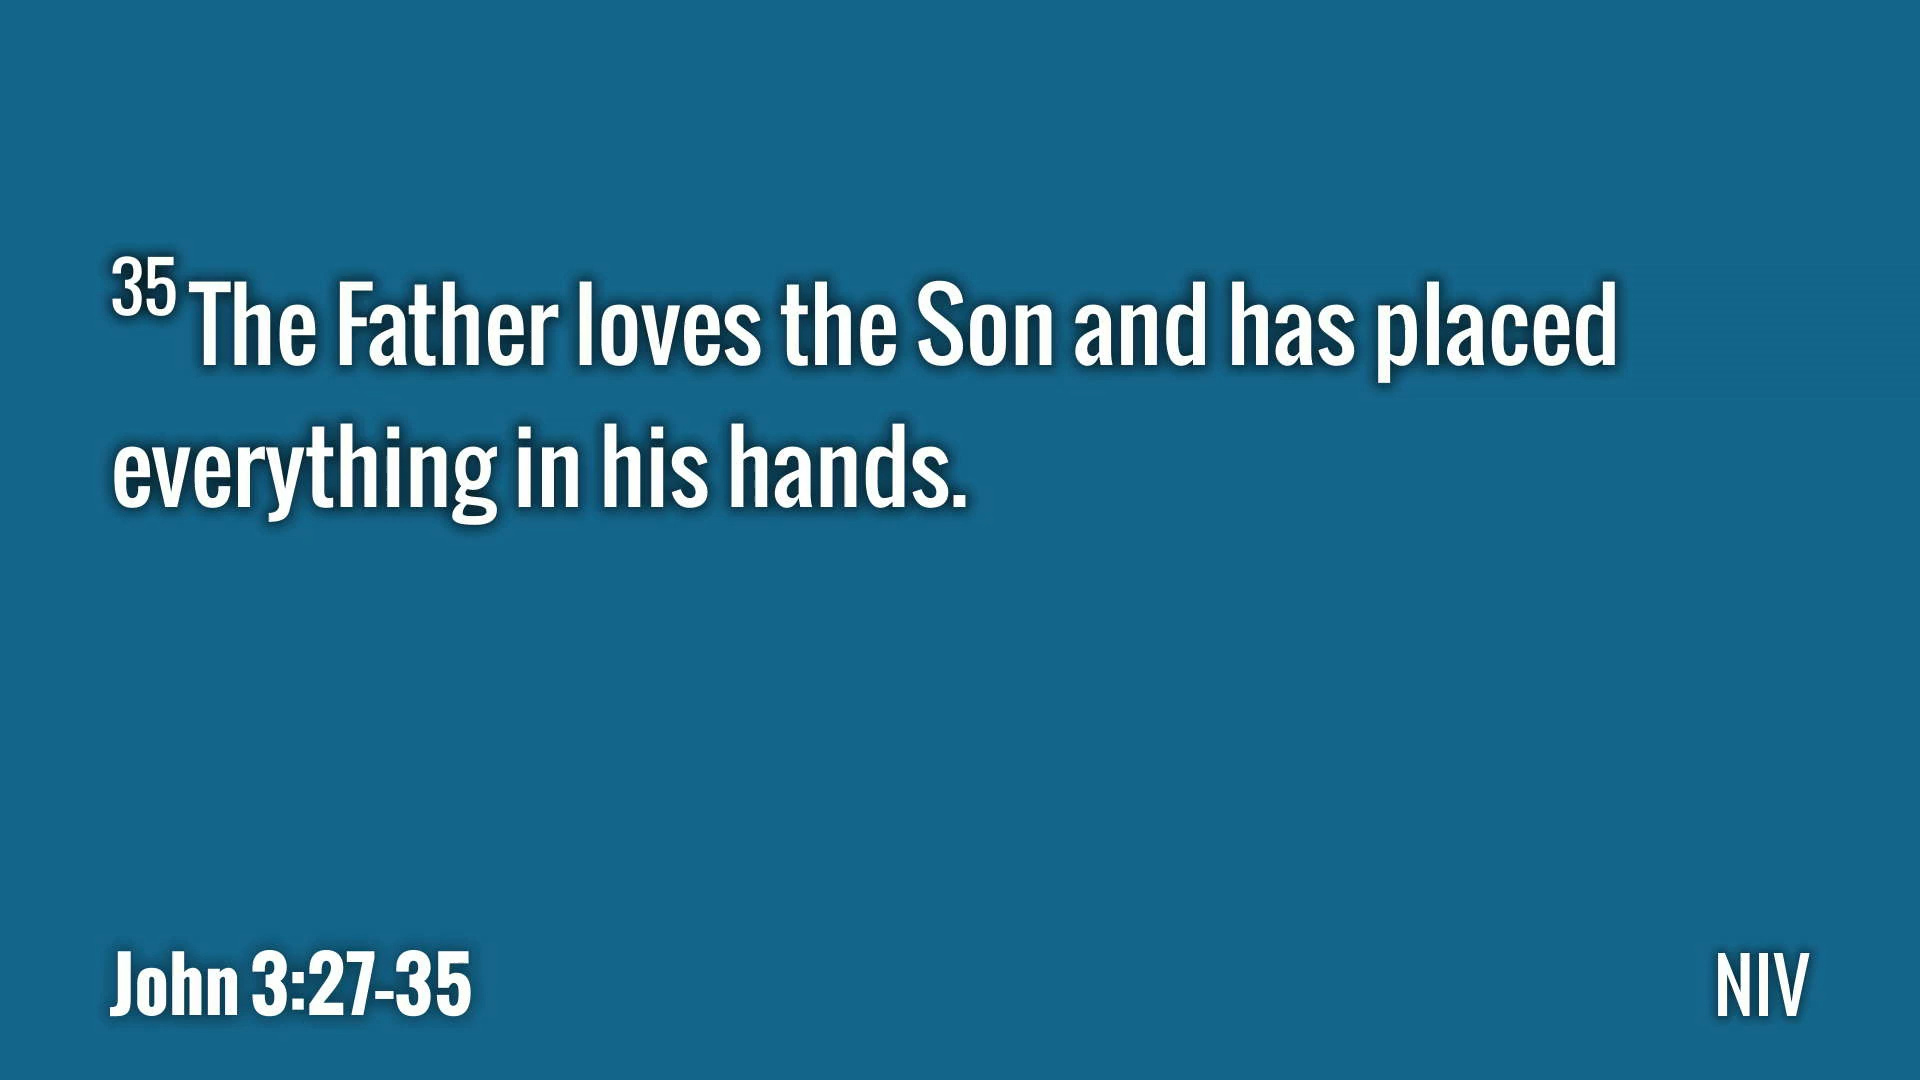 35 The Father loves the Son and has placed
everything in his hands.
John 3:27-35
NIV